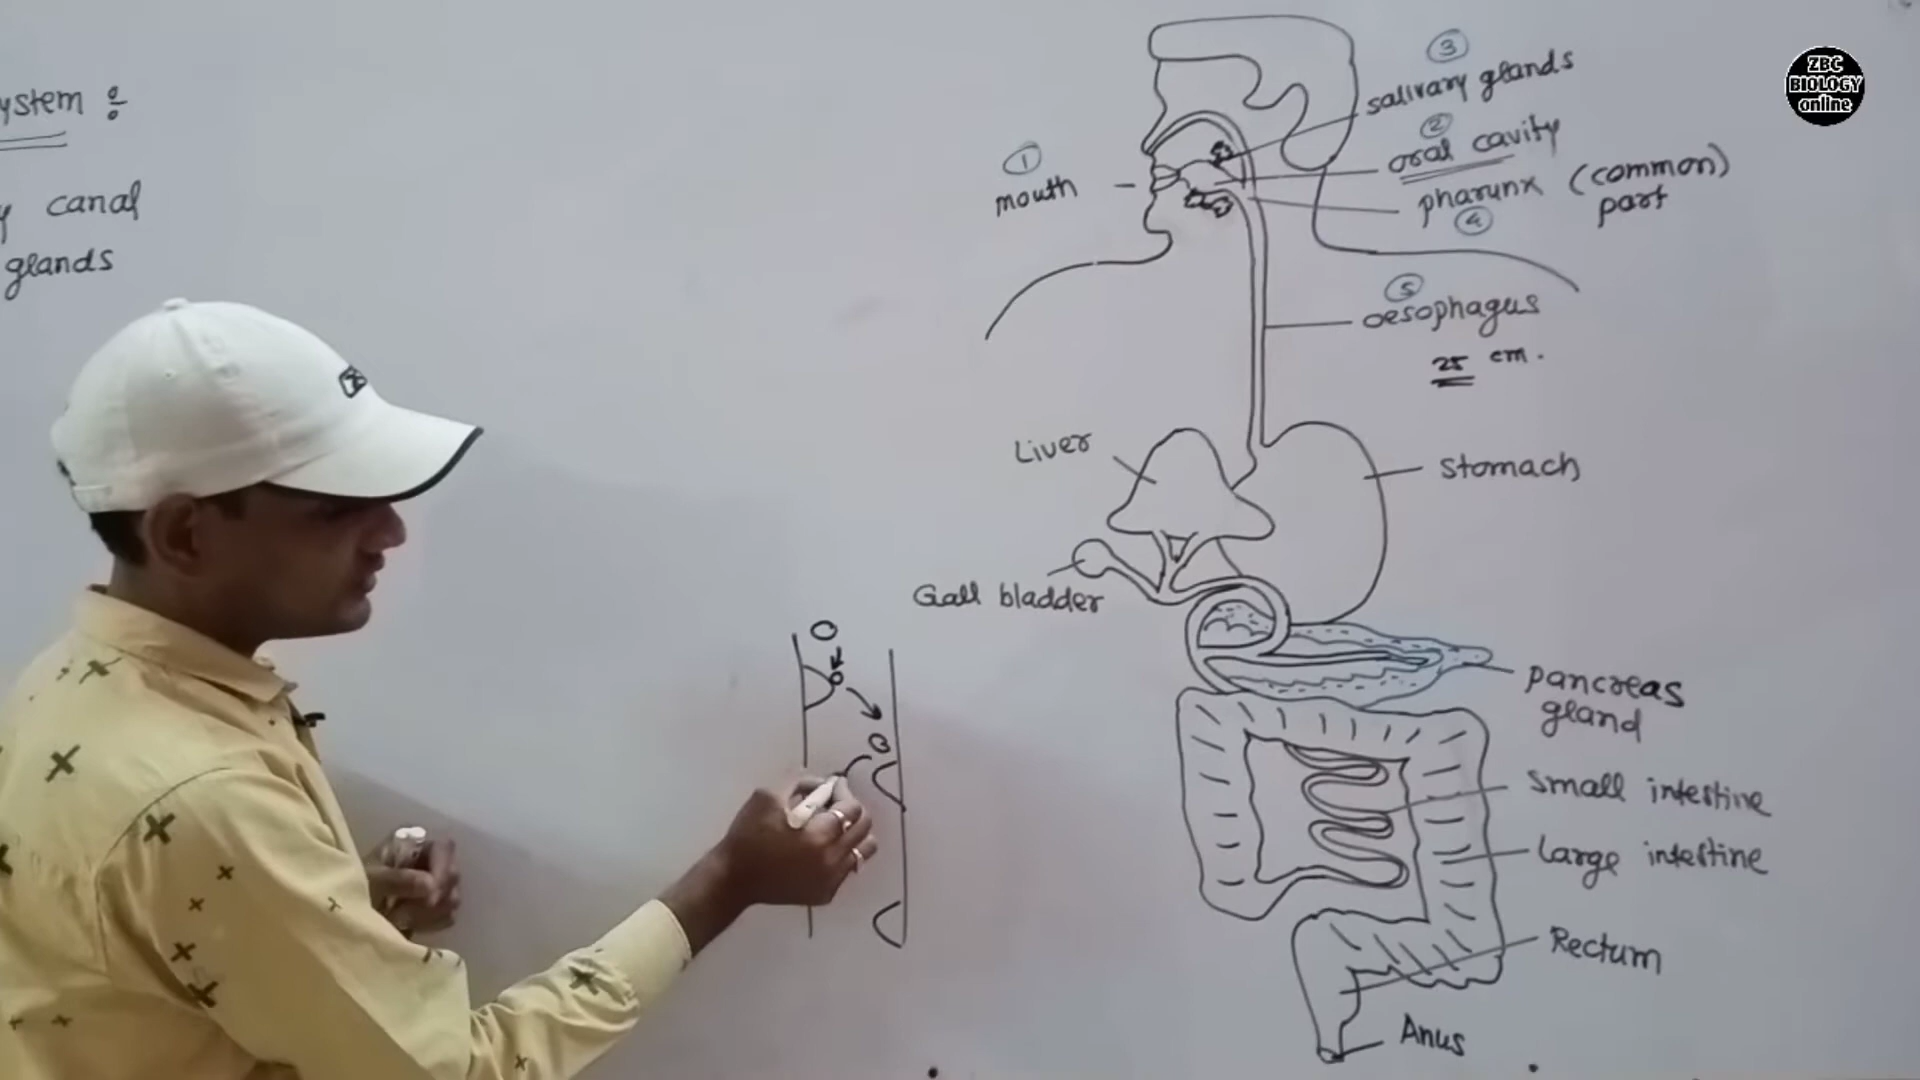 ystem :
y canal
glands
ZBC
BIOLOGY
online
3
salivary glands
2
oral cavity
1
mouth
pharynx (common)
part
4
5
oesophagus
25 cm.
Liver
Stomach
Gall bladder
pancreas
gland
small intestine
Large intestine
Rectum
Anus